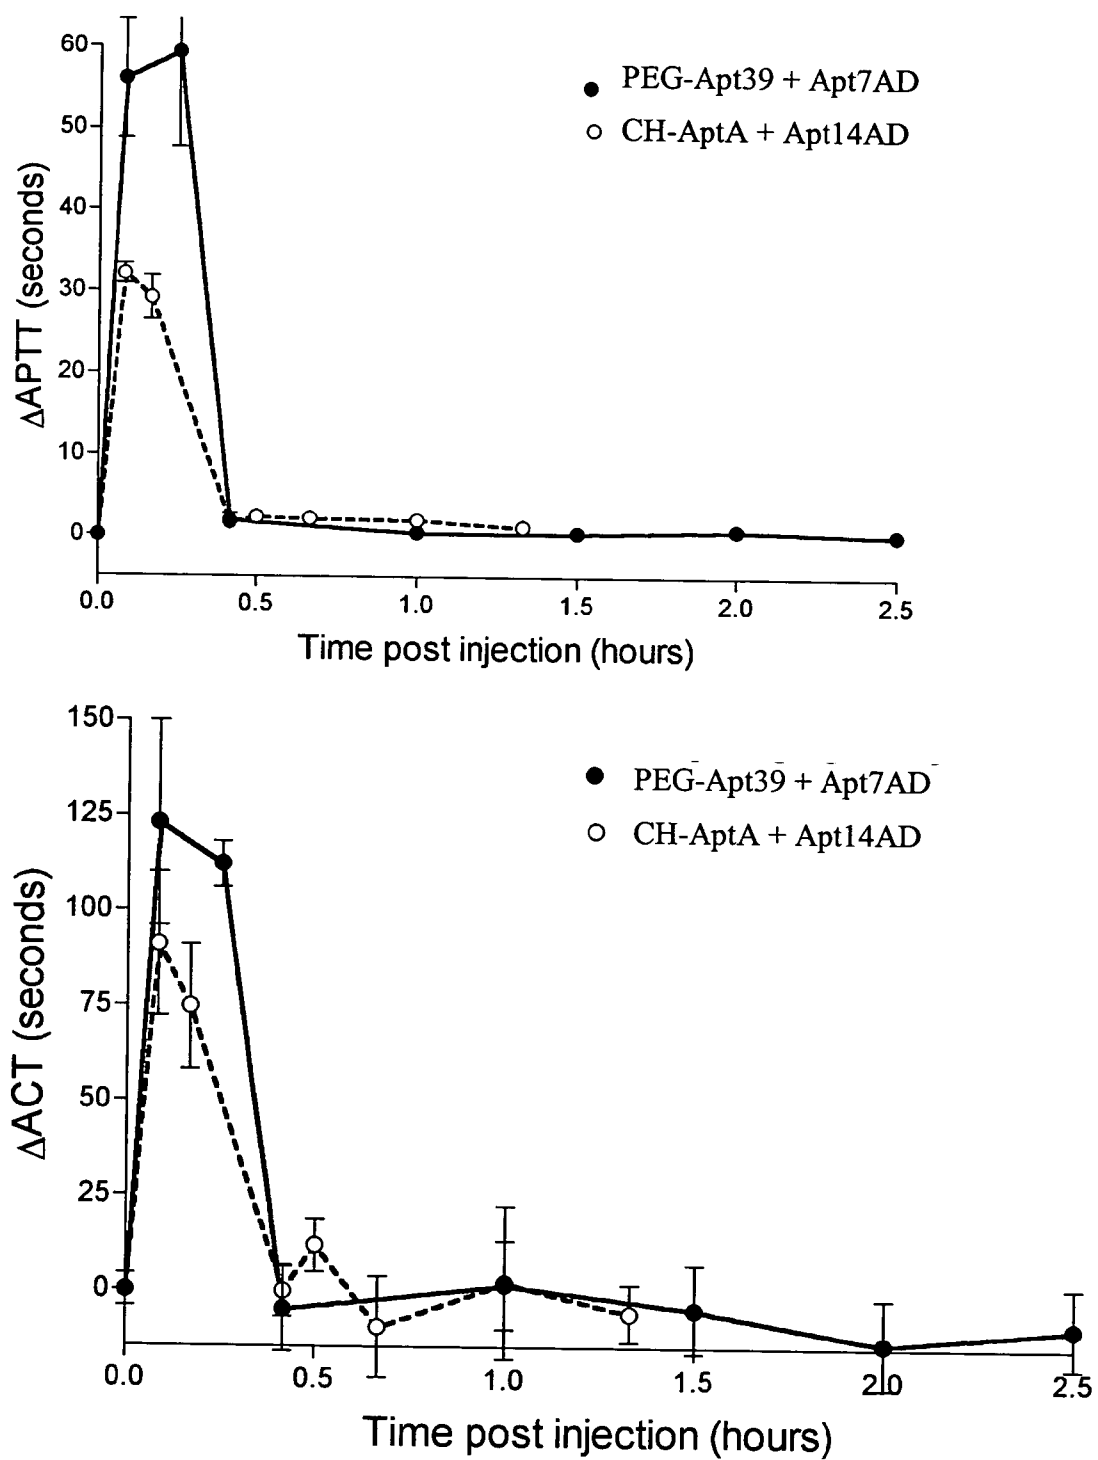 60
50
40
30
20
10
0
ΔAPTT (seconds)
PEG-Apt39 + Apt7AD
CH-AptA + Apt14AD
0.0 0.5 1.0 1.5 2.0 2.5
Time post injection (hours)
150
125
100
75
50
25
0
ΔACT (seconds)
PEG-Apt39 + Apt7AD
CH-AptA + Apt14AD
0.0 0.5 1.0 1.5 2.0 2.5
Time post injection (hours)